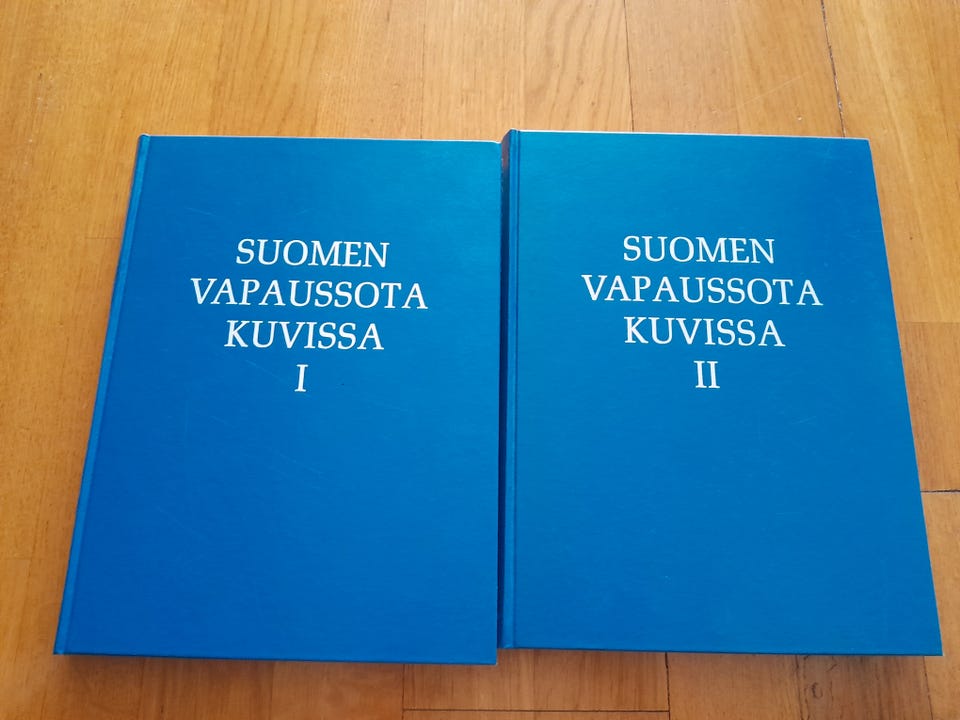 SUOMEN
VAPAUSSOTA
KUVISSA
I
SUOMEN
VAPAUSSOTA
KUVISSA
II